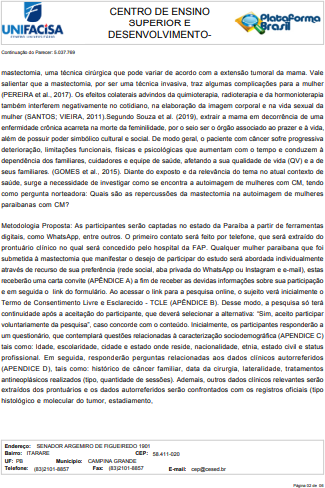 UNIFACISA
CENTRO UNIVERSITÁRIO
CENTRO DE ENSINO
SUPERIOR E
DESENVOLVIMENTO-
Plataforma
Brasil
Continuação do Parecer: 5.037.769
mastectomia, uma técnica cirúrgica que pode variar de acordo com a extensão tumoral da mama. Vale
salientar que a mastectomia, por ser uma técnica invasiva, traz algumas complicações para a mulher
(PEREIRA et al., 2017). Os efeitos colaterais advindos da quimioterapia, radioterapia e da hormonioterapia
também interferem negativamente no cotidiano, na elaboração da imagem corporal e na vida sexual da
mulher (SANTOS; VIEIRA, 2011).Segundo Souza et al. (2019), extrair a mama em decorrência de uma
enfermidade crônica acarreta na morte da feminilidade, por o seio ser o órgão associado ao prazer e à vida,
além de possuir poder simbólico cultural e social. De modo geral, o paciente com câncer sofre progressiva
deterioração, limitações funcionais, físicas e psicológicas que aumentam com o tempo e conduzem à
dependência dos familiares, cuidadores e equipe de saúde, afetando a sua qualidade de vida (QV) e a de
seus familiares. (GOMES et al., 2015). Diante do exposto e da relevância do tema no atual contexto de
saúde, surge a necessidade de investigar como se encontra a autoimagem de mulheres com CM, tendo
como pergunta norteadora: Quais são as repercussões da mastectomia na autoimagem de mulheres
paraibanas com CM?
Metodologia Proposta: As participantes serão captadas no estado da Paraíba a partir de ferramentas
digitais, como WhatsApp, entre outros. O primeiro contato será feito por telefone, que será extraído do
prontuário clínico no qual será concedido pelo hospital da FAP. Qualquer mulher paraibana que foi
submetida à mastectomia que manifestar o desejo de participar do estudo será abordada individualmente
através de recurso de sua preferência (rede social, aba privada do WhatsApp ou Instagram e e-mail), estas
receberão uma carta convite (APÊNDICE A) a fim de receber as devidas informações sobre sua participação
e em seguida o link do formulário. Ao acessar o link para a pesquisa online, o sujeito verá inicialmente o
Termo de Consentimento Livre e Esclarecido - TCLE (APÊNDICE B). Desse modo, a pesquisa só terá
continuidade após a aceitação do participante, que deverá selecionar a alternativa: "Sim, aceito participar
voluntariamente da pesquisa", caso concorde com o conteúdo. Inicialmente, os participantes responderão a
um questionário, que contemplará questões relacionadas à caracterização sociodemográfica (APENDICE C)
tais como: Idade, escolaridade, cidade e estado onde reside, nacionalidade, etnia, estado civil e status
profissional. Em seguida, responderão perguntas relacionadas aos dados clínicos autorreferidos
(APENDICE D), tais como: histórico de câncer familiar, data da cirurgia, lateralidade, tratamentos
antineoplásicos realizados (tipo, quantidade de sessões). Ademais, outros dados clínicos relevantes serão
extraídos dos prontuários e os dados autorreferidos serão confrontados com os registros oficiais (tipo
histológico e molecular do tumor, estadiamento,
Endereço: SENADOR ARGEMIRO DE FIGUEIREDO 1901
Bairro: ITARARE CEP: 58.411-020
UF: PB Município: CAMPINA GRANDE
Telefone: (83)2101-8857 Fax: (83)2101-8857 E-mail: cep@cesed.br
Página 02 de 05